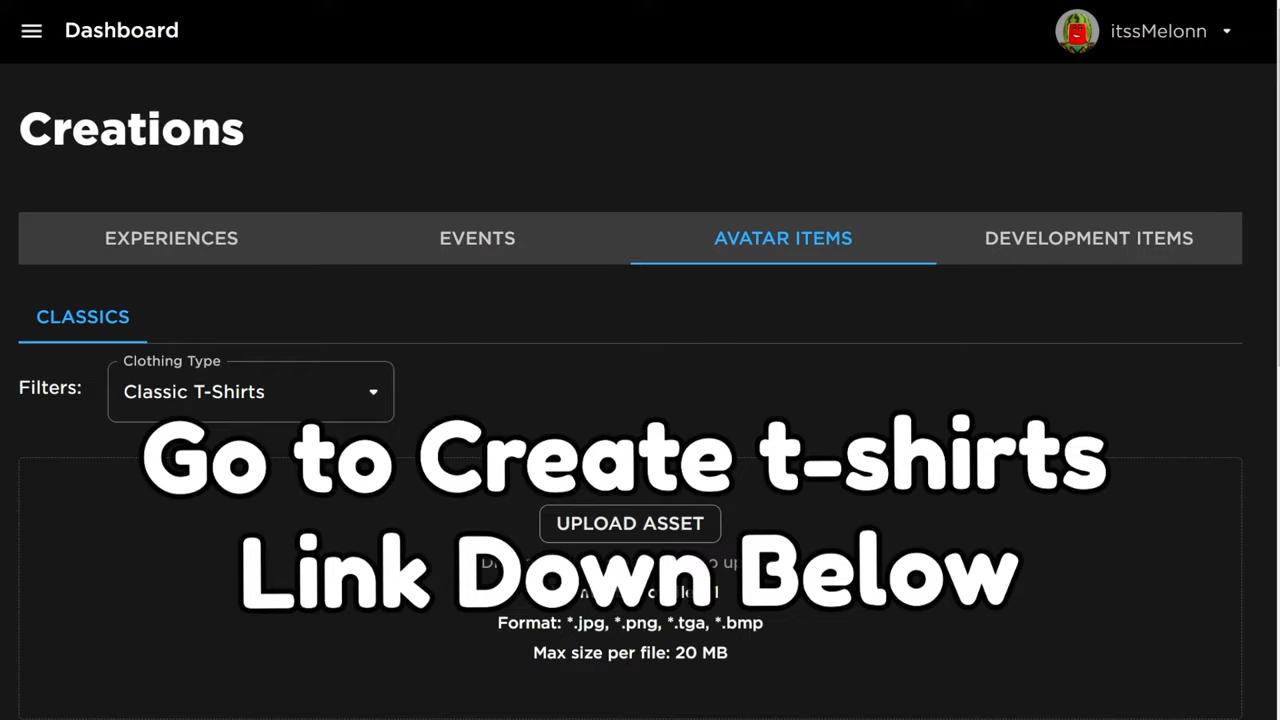 Dashboard
itssMelonn
Creations
EXPERIENCES
EVENTS
AVATAR ITEMS
DEVELOPMENT ITEMS
CLASSICS
Filters:
Clothing Type
Classic T-Shirts
Go to Create t-shirts
UPLOAD ASSET
Link Down Below
Format: *.jpg, *.png, *.tga, *.bmp
Max size per file: 20 MB